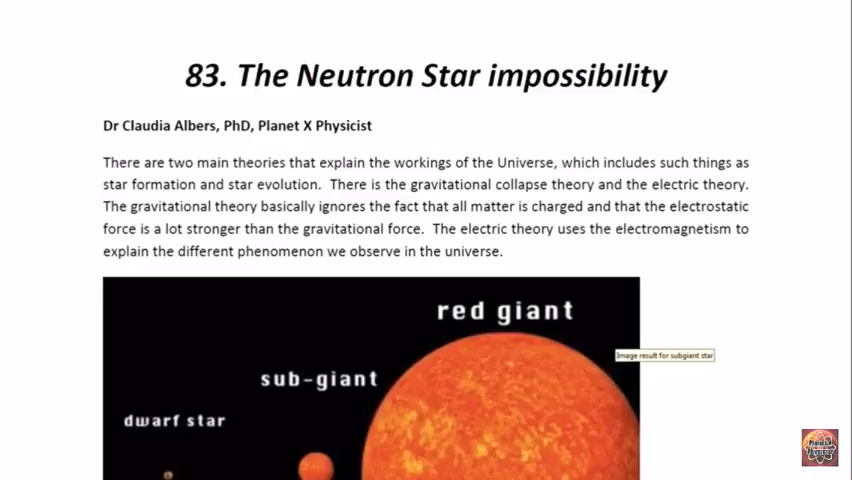 83. The Neutron Star impossibility
Dr Claudia Albers, PhD, Planet X Physicist
There are two main theories that explain the workings of the Universe, which includes such things as
star formation and star evolution. There is the gravitational collapse theory and the electric theory.
The gravitational theory basically ignores the fact that all matter is charged and that the electrostatic
force is a lot stronger than the gravitational force. The electric theory uses the electromagnetism to
explain the different phenomenon we observe in the universe.
red giant
Image result for subgiant star
sub-giant
dwarf star